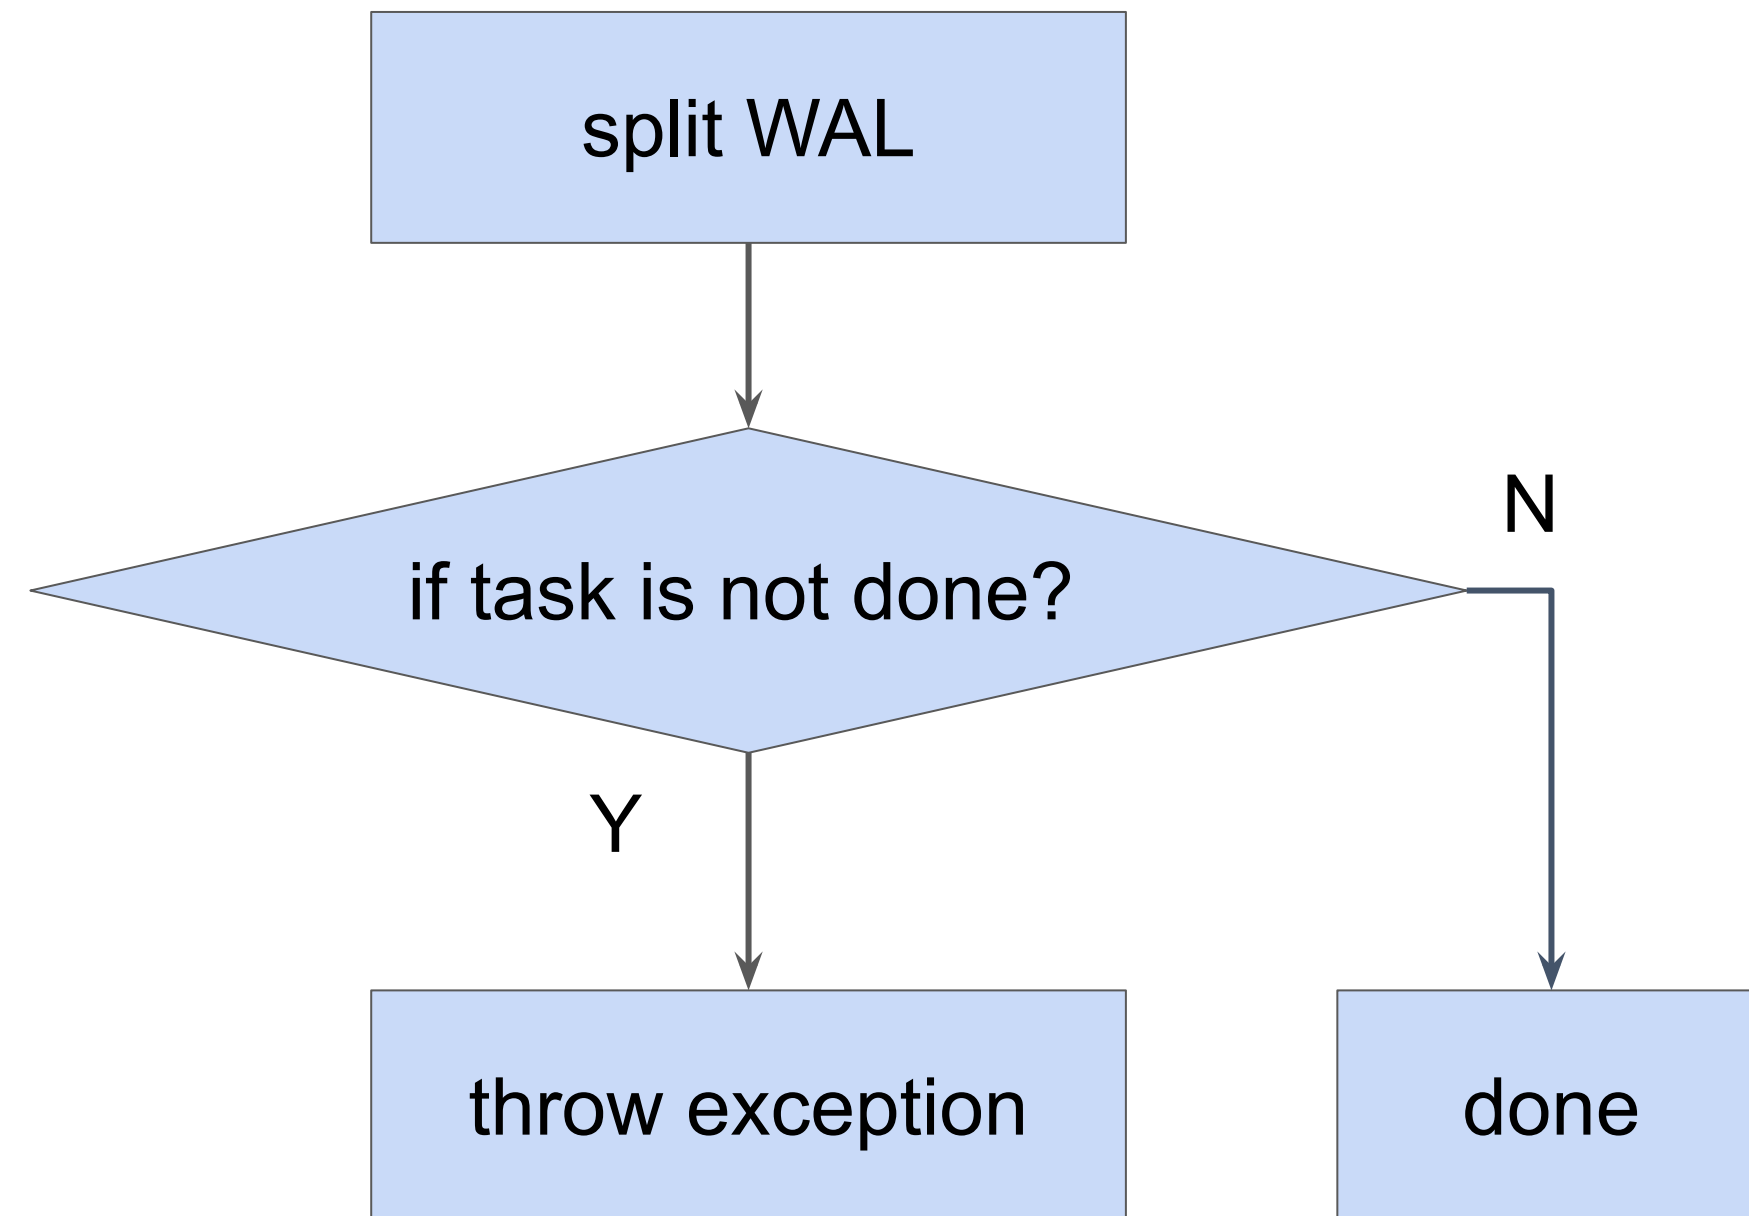 split WAL
N
if task is not done?
Y
throw exception
done